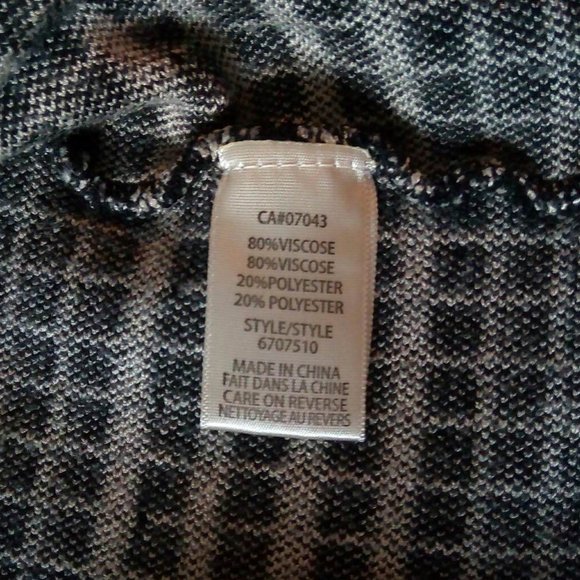 CA#07043
80%VISCOSE
80%VISCOSE
20%POLYESTER
20% POLYESTER
STYLE/STYLE
6707510
MADE IN CHINA
FAIT DANS LA CHINE
CARE ON REVERSE
NETTOYAGE AU REVERS